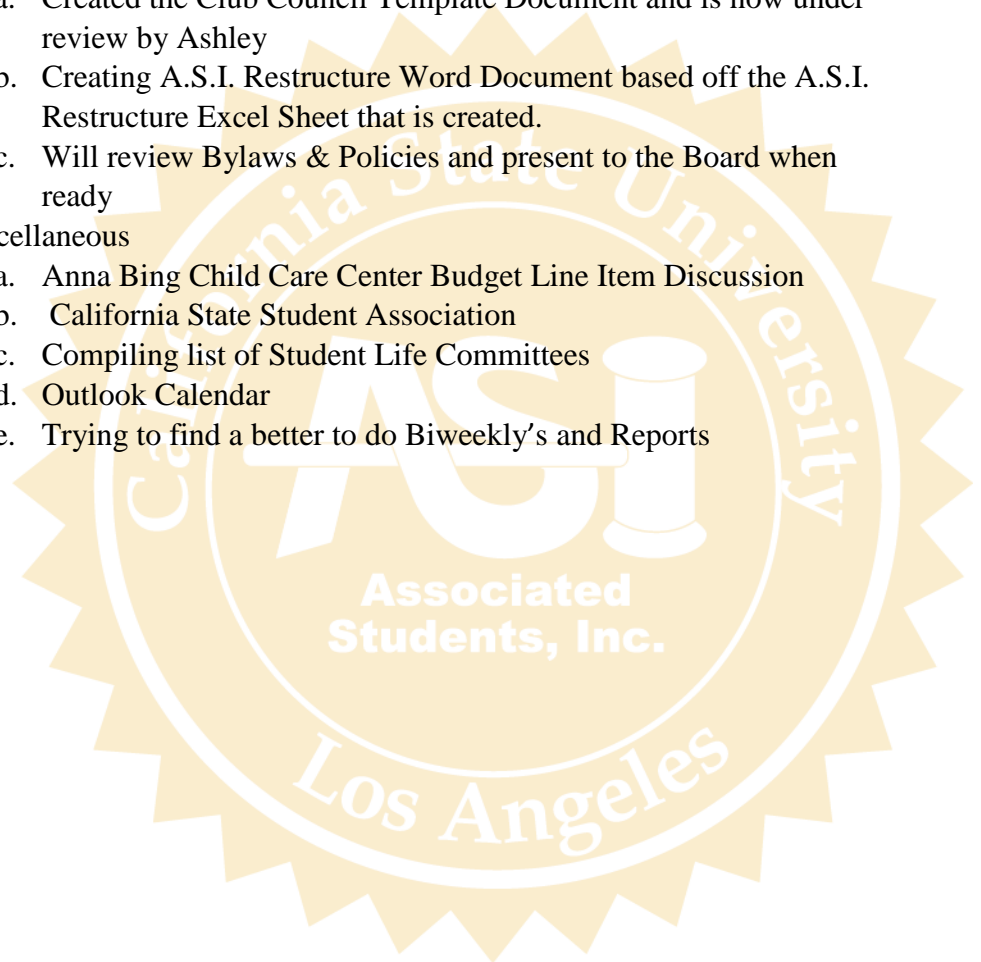 a. Created the Club Council Template Document and is now under
review by Ashley
b. Creating A.S.I. Restructure Word Document based off the A.S.I.
Restructure Excel Sheet that is created.
c. Will review Bylaws & Policies and present to the Board when
ready
cellaneous
a. Anna Bing Child Care Center Budget Line Item Discussion
b. California State Student Association
c. Compiling list of Student Life Committees
d. Outlook Calendar
e. Trying to find a better to do Biweekly’s and Reports
California State University
ASI
Associated
Students, Inc.
Los Angeles